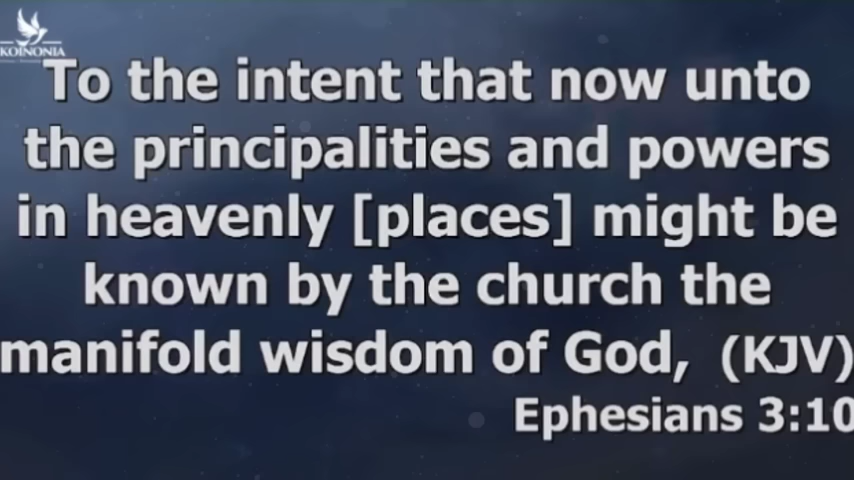 KOINONIA
To the intent that now unto
the principalities and powers
in heavenly [places] might be
known by the church the
manifold wisdom of God, (KJV)
Ephesians 3:10